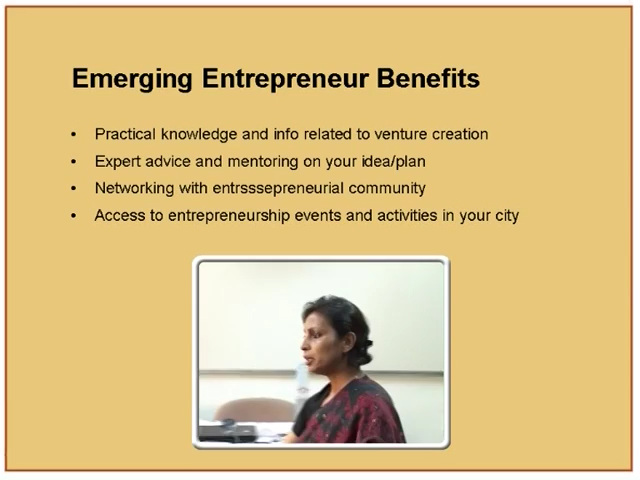 Emerging Entrepreneur Benefits
• Practical knowledge and info related to venture creation
• Expert advice and mentoring on your idea/plan
• Networking with entrsssepreneurial community
• Access to entrepreneurship events and activities in your city